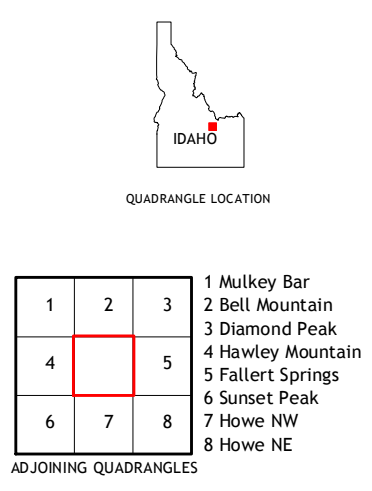 IDAHO
QUADRANGLE LOCATION
1 2 3
4 5
6 7 8
1 Mulkey Bar
2 Bell Mountain
3 Diamond Peak
4 Hawley Mountain
5 Fallert Springs
6 Sunset Peak
7 Howe NW
8 Howe NE
ADJOINING QUADRANGLES